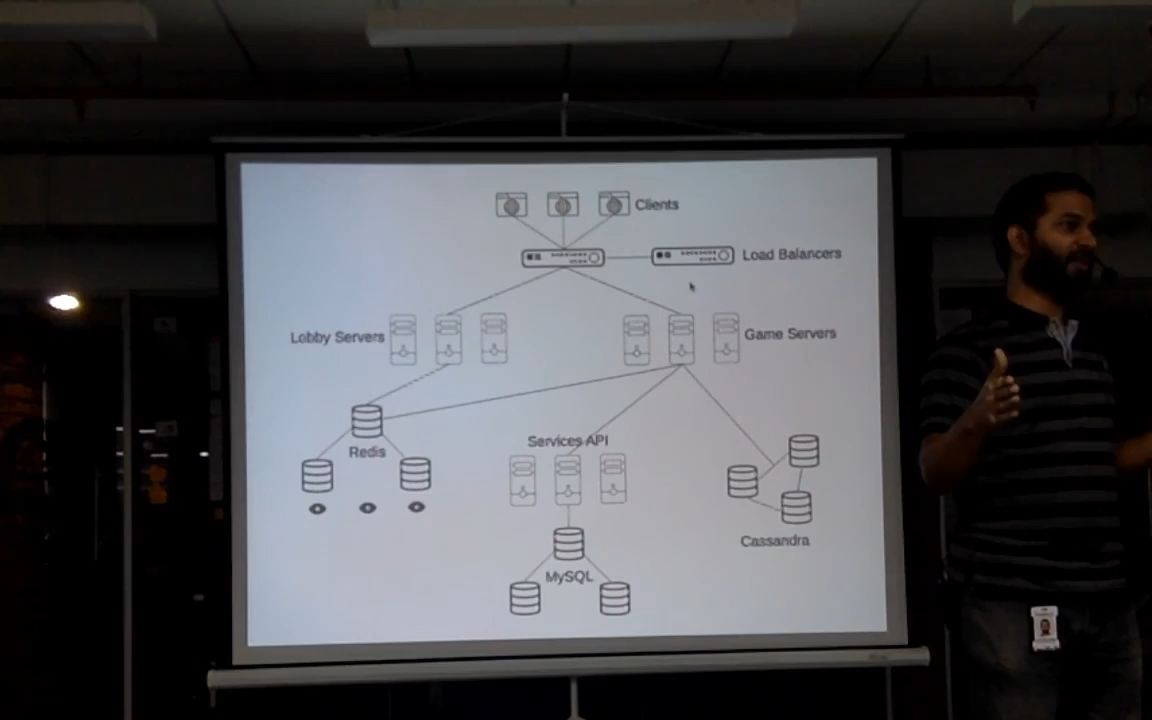 Clients
Load Balancers
Lobby Servers
Game Servers
Redis
Services API
MySQL
Cassandra